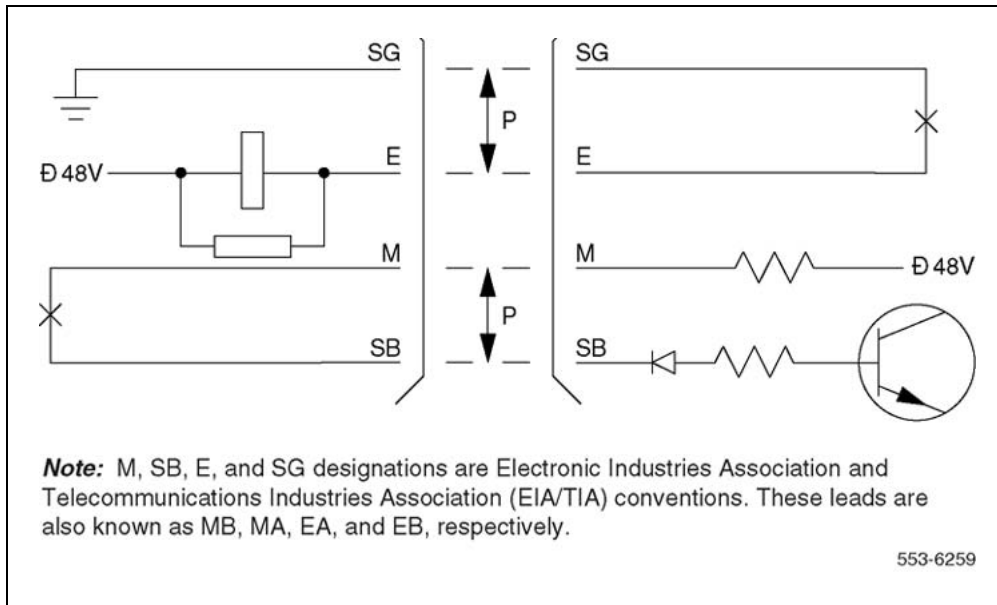 SG SG
P
Đ 48V E E
M M Đ 48V
P
SB SB
Note: M, SB, E, and SG designations are Electronic Industries Association and
Telecommunications Industries Association (EIA/TIA) conventions. These leads are
also known as MB, MA, EA, and EB, respectively.
553-6259